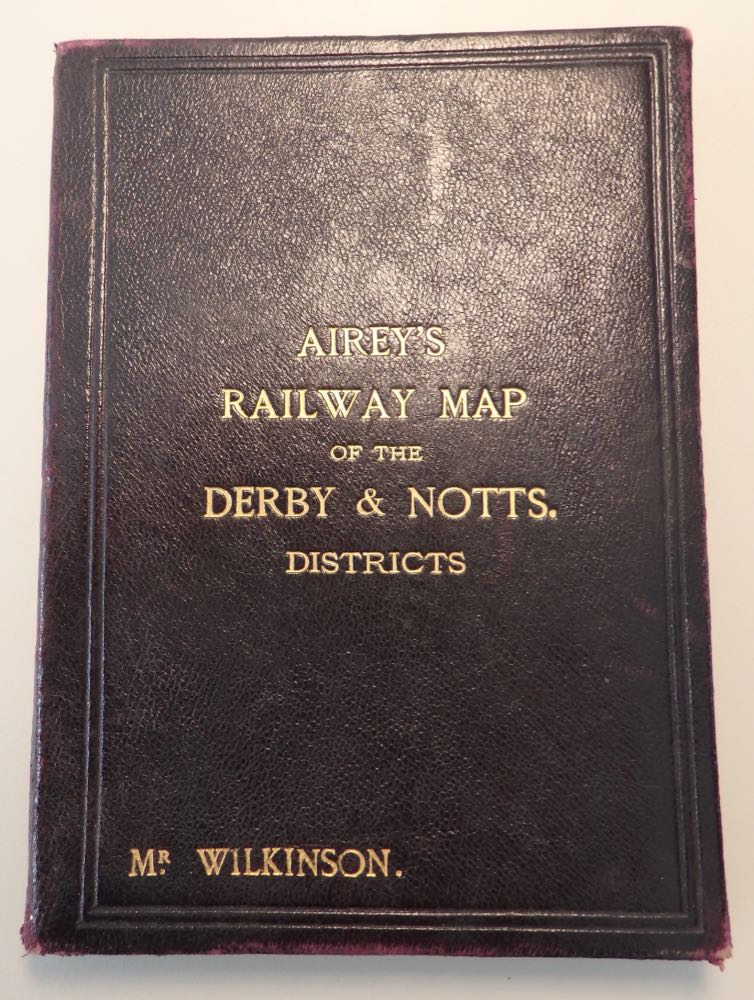 AIREY'S
RAILWAY MAP
OF THE
DERBY & NOTTS.
DISTRICTS
MR. WILKINSON.